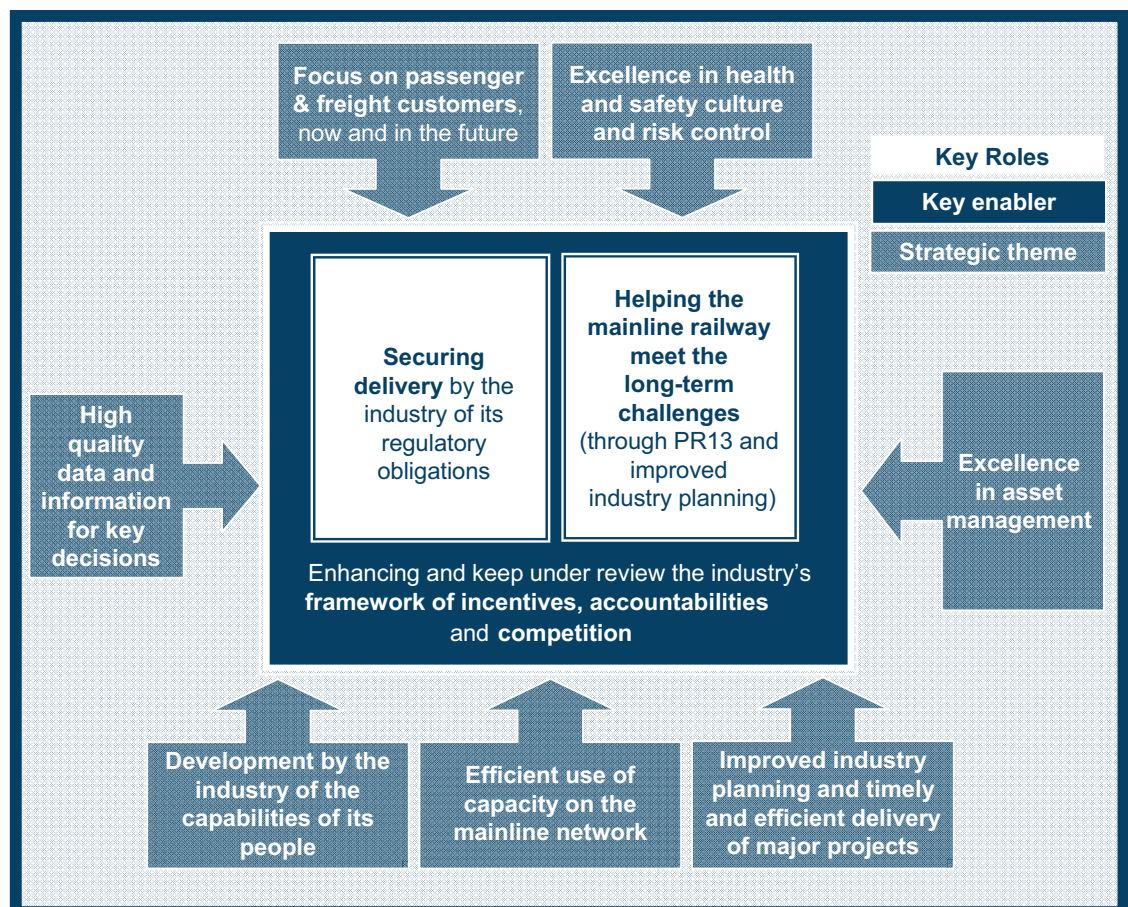 Focus on passenger
& freight customers,
now and in the future
Excellence in health
and safety culture
and risk control
Key Roles
Key enabler
Strategic theme
Securing
delivery by the
industry of its
regulatory
obligations
Helping the
mainline railway
meet the
long-term
challenges
(through PR13 and
improved
industry planning)
High
quality
data and
information
for key
decisions
Excellence
in asset
management
Enhancing and keep under review the industry’s
framework of incentives, accountabilities
and competition
Development by the
industry of the
capabilities of its
people
Efficient use of
capacity on the
mainline network
Improved industry
planning and timely
and efficient delivery
of major projects